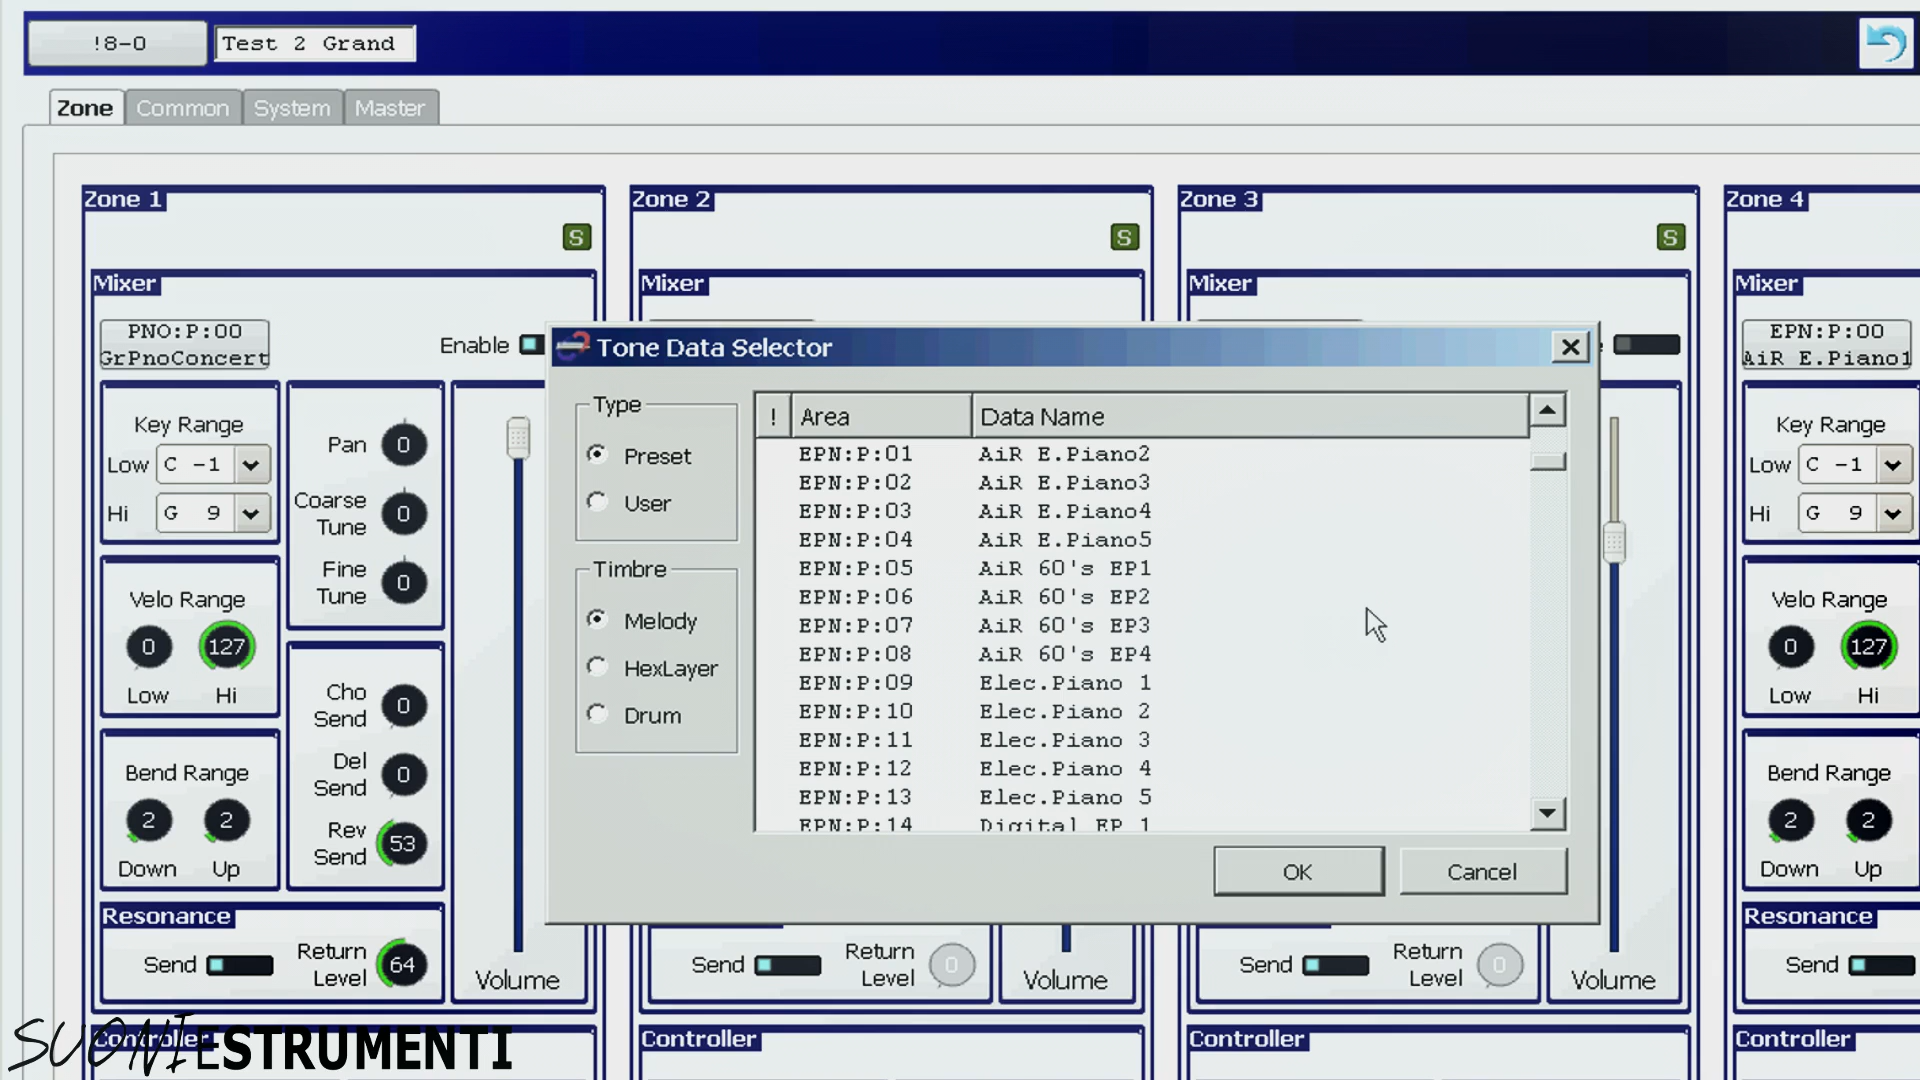 !8-0
Test 2 Grand
Zone
Common
System
Master
Zone 1
S
Mixer
PNO:P:00
GrPnoConcert
Enable
Key Range
Low
C -1
Hi
G 9
Pan
0
Coarse
Tune
0
Fine
Tune
0
Velo Range
0
127
Low
Hi
Cho
Send
0
Del
Send
0
Rev
Send
53
Bend Range
2
2
Down
Up
Resonance
Send
Return
Level
64
Volume
Controller
Zone 2
S
Mixer
Send
Return
Level
0
Volume
Controller
Zone 3
S
Mixer
Send
Return
Level
0
Volume
Controller
Zone 4
Mixer
EPN:P:00
AiR E.Piano1
Key Range
Low
C -1
Hi
G 9
Velo Range
0
127
Low
Hi
Bend Range
2
2
Down
Up
Resonance
Send
Controller
Tone Data Selector
Type
Preset
User
Timbre
Melody
HexLayer
Drum
! Area Data Name
EPN:P:01 AiR E.Piano2
EPN:P:02 AiR E.Piano3
EPN:P:03 AiR E.Piano4
EPN:P:04 AiR E.Piano5
EPN:P:05 AiR 60's EP1
EPN:P:06 AiR 60's EP2
EPN:P:07 AiR 60's EP3
EPN:P:08 AiR 60's EP4
EPN:P:09 Elec.Piano 1
EPN:P:10 Elec.Piano 2
EPN:P:11 Elec.Piano 3
EPN:P:12 Elec.Piano 4
EPN:P:13 Elec.Piano 5
EPN:P:14 Digital EP 1
OK
Cancel
SUONIESTRUMENTI